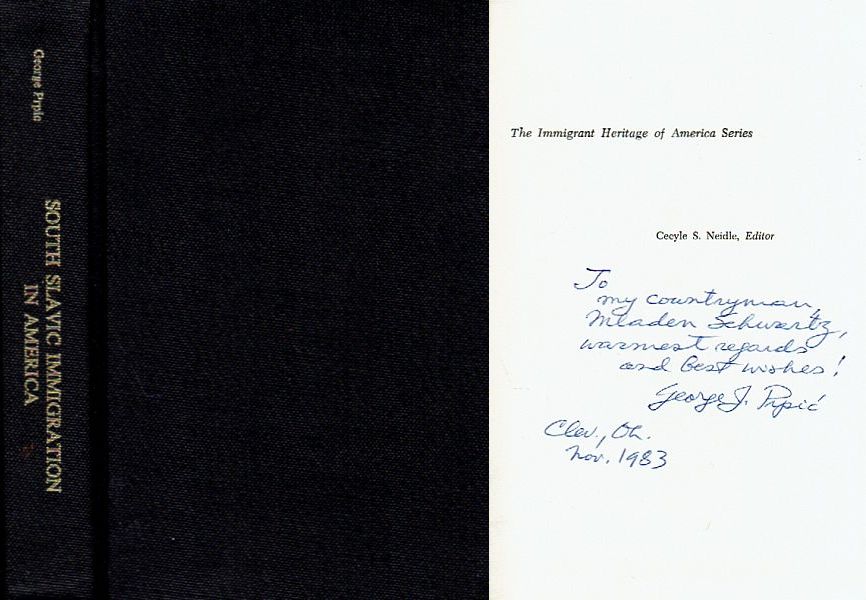 George Prpic
SOUTH SLAVIC IMMIGRATION
IN AMERICA
The Immigrant Heritage of America Series
Cecyle S. Neidle, Editor
To
my countryman,
Mladen Schwartz,
warmest regards
and best wishes!
George J. Prpić
Clev., Oh.
Nov. 1983